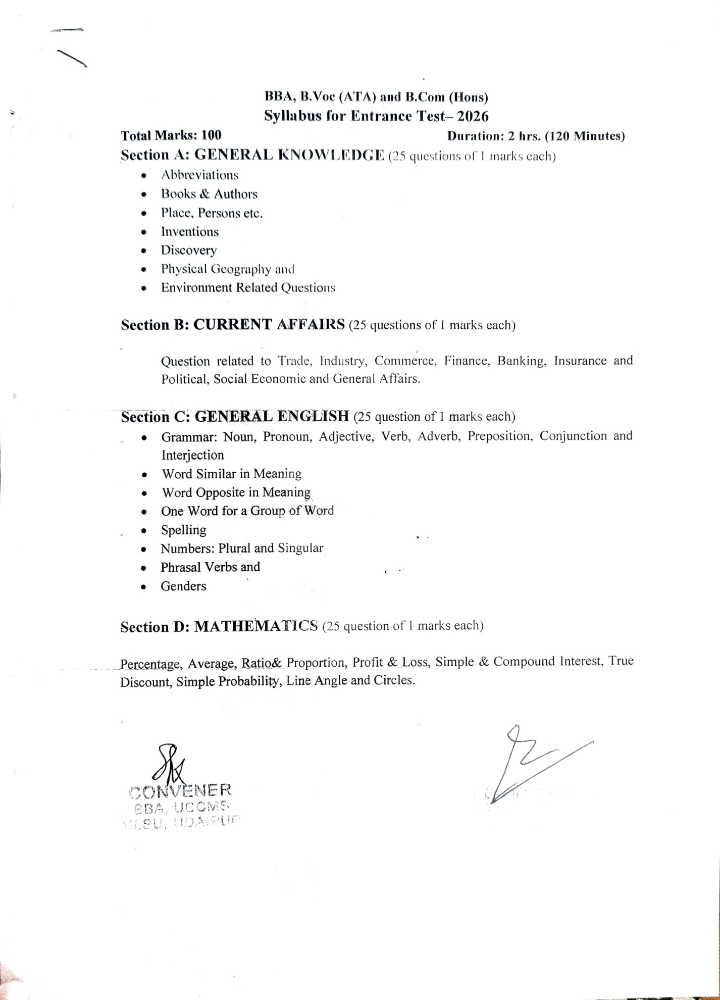 BBA, B.Voc (ATA) and B.Com (Hons)
Syllabus for Entrance Test– 2026
Total Marks: 100 Duration: 2 hrs. (120 Minutes)
Section A: GENERAL KNOWLEDGE (25 questions of 1 marks each)
• Abbreviations
• Books & Authors
• Place, Persons etc.
• Inventions
• Discovery
• Physical Geography and
• Environment Related Questions
Section B: CURRENT AFFAIRS (25 questions of 1 marks each)
Question related to Trade, Industry, Commerce, Finance, Banking, Insurance and
Political, Social Economic and General Affairs.
Section C: GENERAL ENGLISH (25 question of 1 marks each)
• Grammar: Noun, Pronoun, Adjective, Verb, Adverb, Preposition, Conjunction and
Interjection
• Word Similar in Meaning
• Word Opposite in Meaning
• One Word for a Group of Word
• Spelling
• Numbers: Plural and Singular
• Phrasal Verbs and
• Genders
Section D: MATHEMATICS (25 question of 1 marks each)
Percentage, Average, Ratio& Proportion, Profit & Loss, Simple & Compound Interest, True
Discount, Simple Probability, Line Angle and Circles.
CONVENER
BBA, UCCMS
MLSU, UDAIPUR